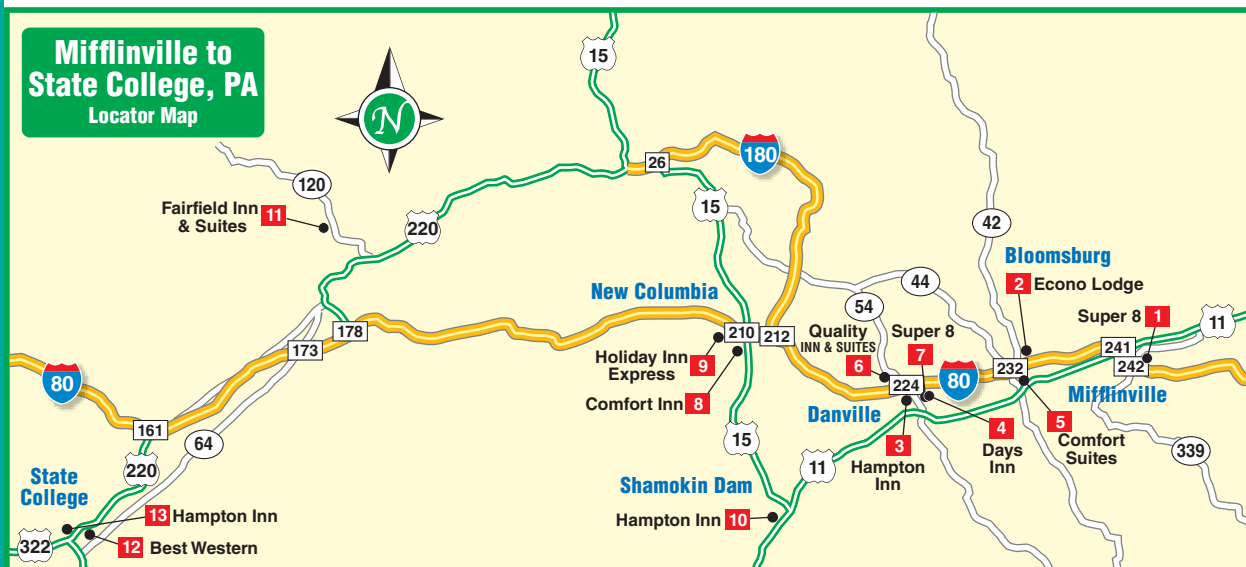 Mifflinville to
State College, PA
Locator Map
N
15
26
180
120
Fairfield Inn
& Suites
11
220
15
42
Bloomsburg
2 Econo Lodge
44
54
New Columbia
Super 8 1
11
178
173
210
212
Quality
INN & SUITES
6
Super 8
7
241
242
232
Holiday Inn
Express
9
Comfort Inn 8
224
80
Mifflinville
80
161
64
Danville
3
Hampton
Inn
4
Days
Inn
5
Comfort
Suites
339
220
15
11
State
College
Shamokin Dam
Hampton Inn 10
13 Hampton Inn
12 Best Western
322